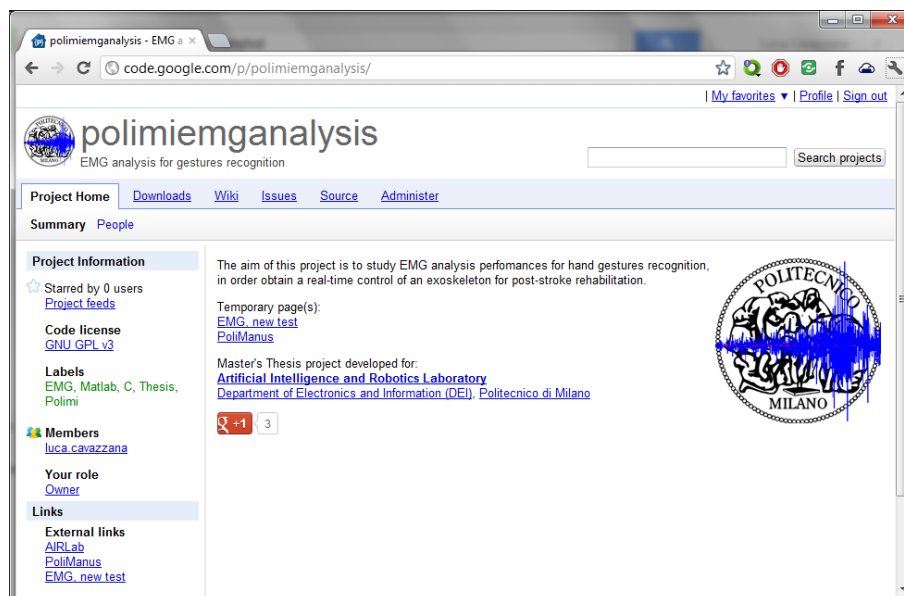 polimiemganalysis - EMG a
code.google.com/p/polimiemganalysis/
| My favorites ▼ | Profile | Sign out
polimiemganalysis
EMG analysis for gestures recognition
Search projects
Project Home Downloads Wiki Issues Source Administer
Summary People
Project Information
Starred by 0 users
Project feeds
Code license
GNU GPL v3
Labels
EMG, Matlab, C, Thesis,
Polimi
Members
luca.cavazzana
Your role
Owner
Links
External links
AIRLab
PoliManus
EMG, new test
The aim of this project is to study EMG analysis perfomances for hand gestures recognition,
in order obtain a real-time control of an exoskeleton for post-stroke rehabilitation.
Temporary page(s):
EMG, new test
PoliManus
Master's Thesis project developed for:
Artificial Intelligence and Robotics Laboratory
Department of Electronics and Information (DEI), Politecnico di Milano
g +1 3
POLITECNICO
MILANO